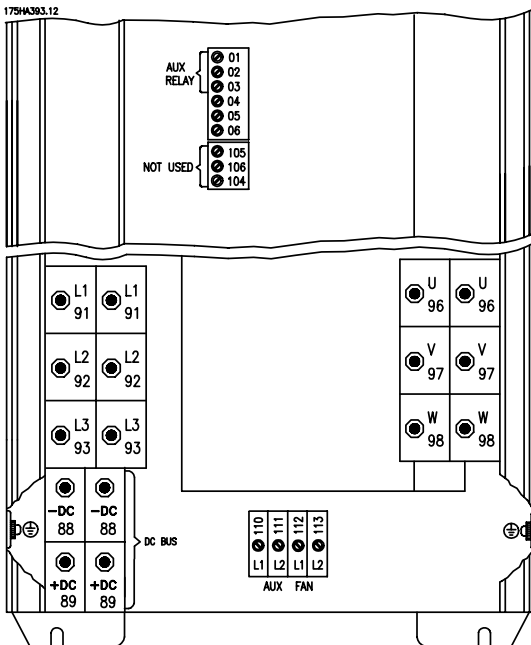 175HA393.12
AUX RELAY
01
02
03
04
05
06
NOT USED
105
106
104
L1 91 L1 91
L2 92 L2 92
L3 93 L3 93
U 96 U 96
V 97 V 97
W 98 W 98
-DC 88 -DC 88
+DC 89 +DC 89
DC BUS
110 111 112 113
L1 L2 L1 L2
AUX FAN